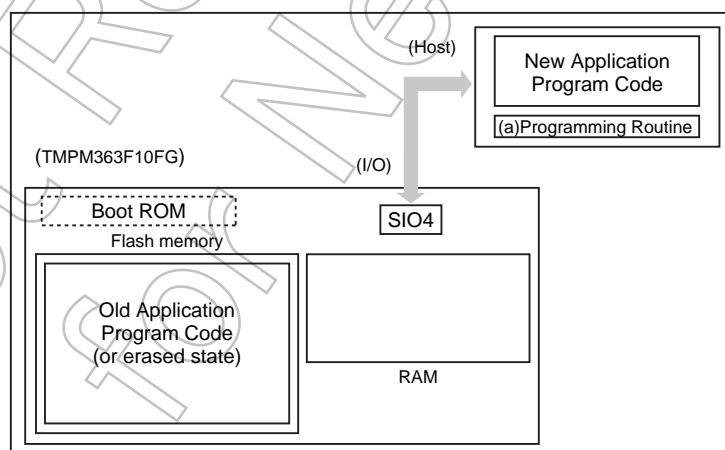 (Host)
New Application
Program Code
(a)Programming Routine
(TMPM363F10FG)
(I/O)
Boot ROM
SIO4
Flash memory
Old Application
Program Code
(or erased state)
RAM